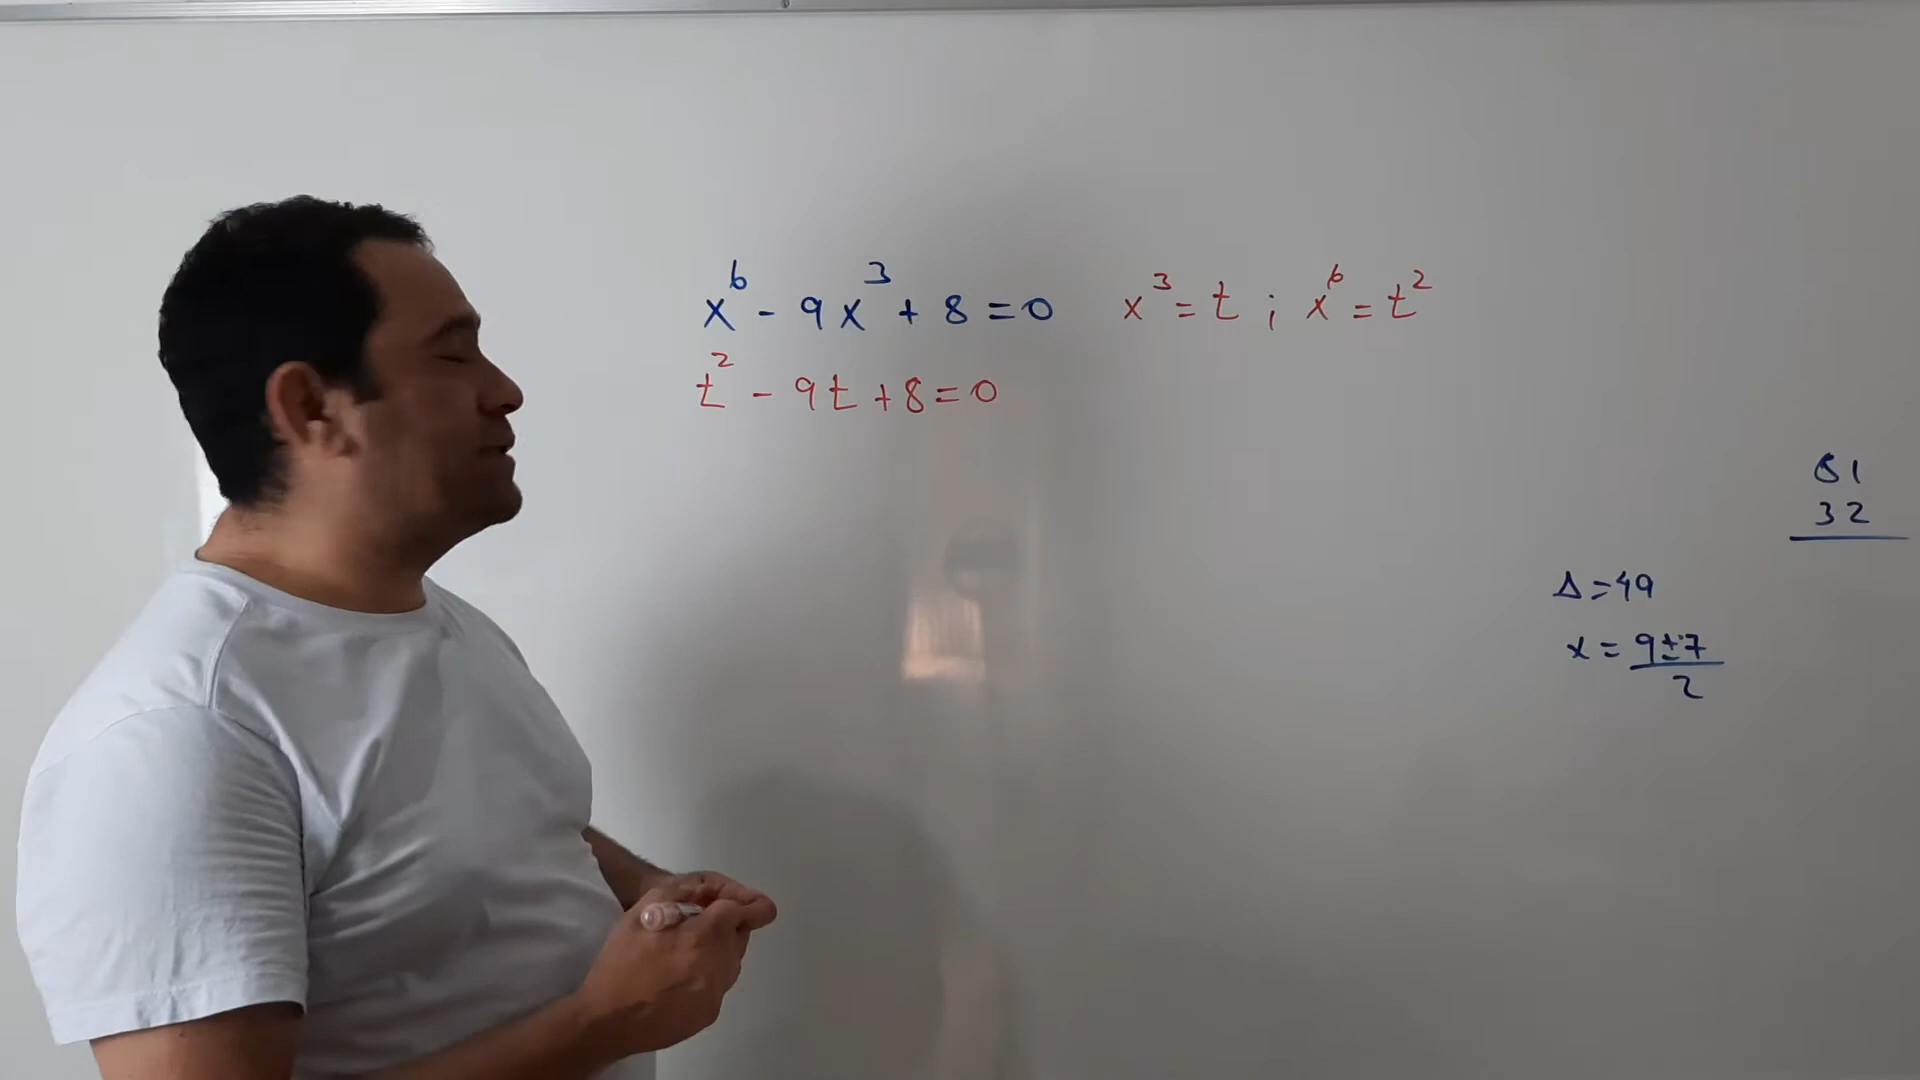 x⁶ - 9x³ + 8 = 0 x³ = t ; x⁶ = t²
t² - 9t + 8 = 0
81
32
Δ = 49
x = (9 ± 7)/2